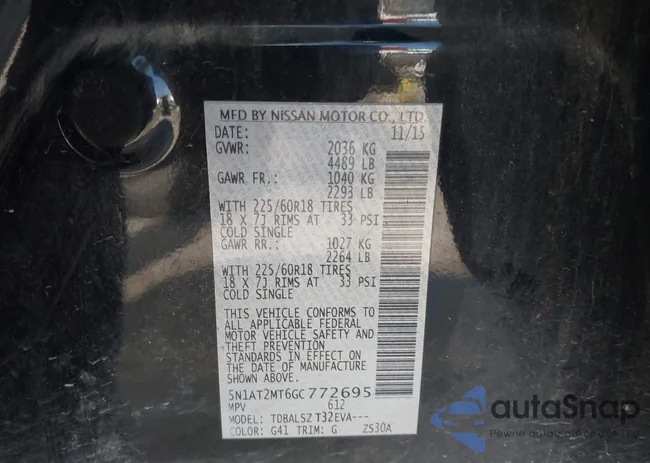 MFD BY NISSAN MOTOR CO., LTD.
DATE: 11/15
GVWR: 2036 KG
4489 LB
GAWR FR.: 1040 KG
2293 LB
WITH 225/60R18 TIRES
18 X 7J RIMS AT 33 PSI
COLD SINGLE
GAWR RR.: 1027 KG
2264 LB
WITH 225/60R18 TIRES
18 X 7J RIMS AT 33 PSI
COLD SINGLE
THIS VEHICLE CONFORMS TO
ALL APPLICABLE FEDERAL
MOTOR VEHICLE SAFETY AND
THEFT PREVENTION
STANDARDS IN EFFECT ON
THE DATE OF MANUFACTURE
SHOWN ABOVE.
5N1AT2MT6GC772695
MPV 612
MODEL: TDBALSZ T32EVA---
COLOR: G41 TRIM: G ZS30A
autaSnap
Pewne auto